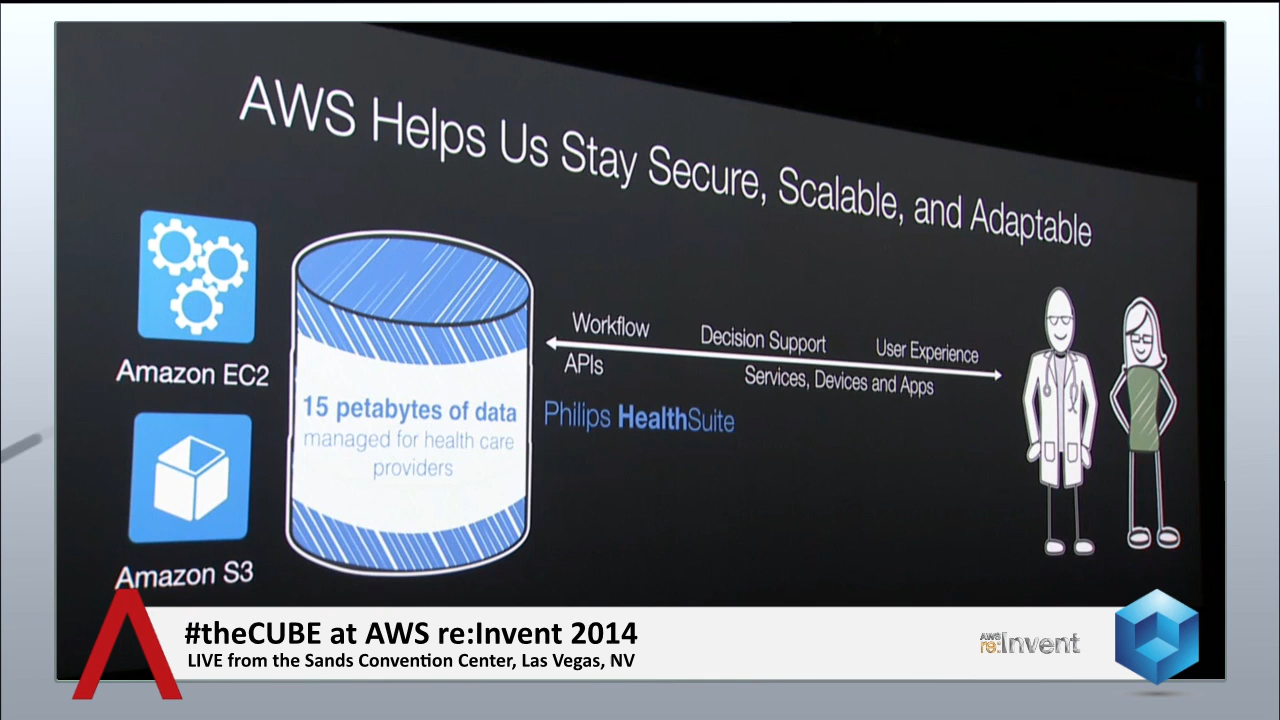 AWS Helps Us Stay Secure, Scalable, and Adaptable
Amazon EC2
Amazon S3
15 petabytes of data
managed for health care
providers
Workflow
Decision Support
User Experience
APIs
Services, Devices and Apps
Philips HealthSuite
#theCUBE at AWS re:Invent 2014
LIVE from the Sands Convention Center, Las Vegas, NV
AWS
re:Invent